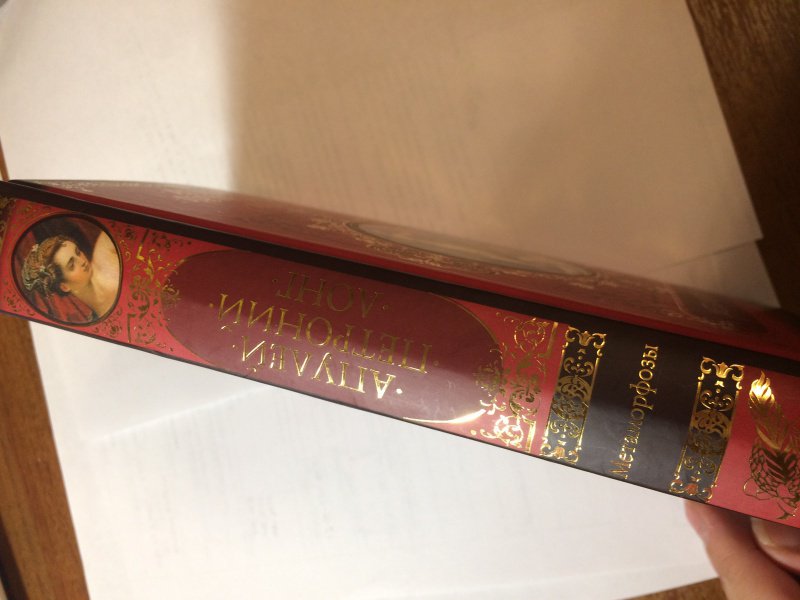 · АПУЛЕЙ ·
· ПЕТРОНИЙ ·
· ЛОНГ ·
Метаморфозы